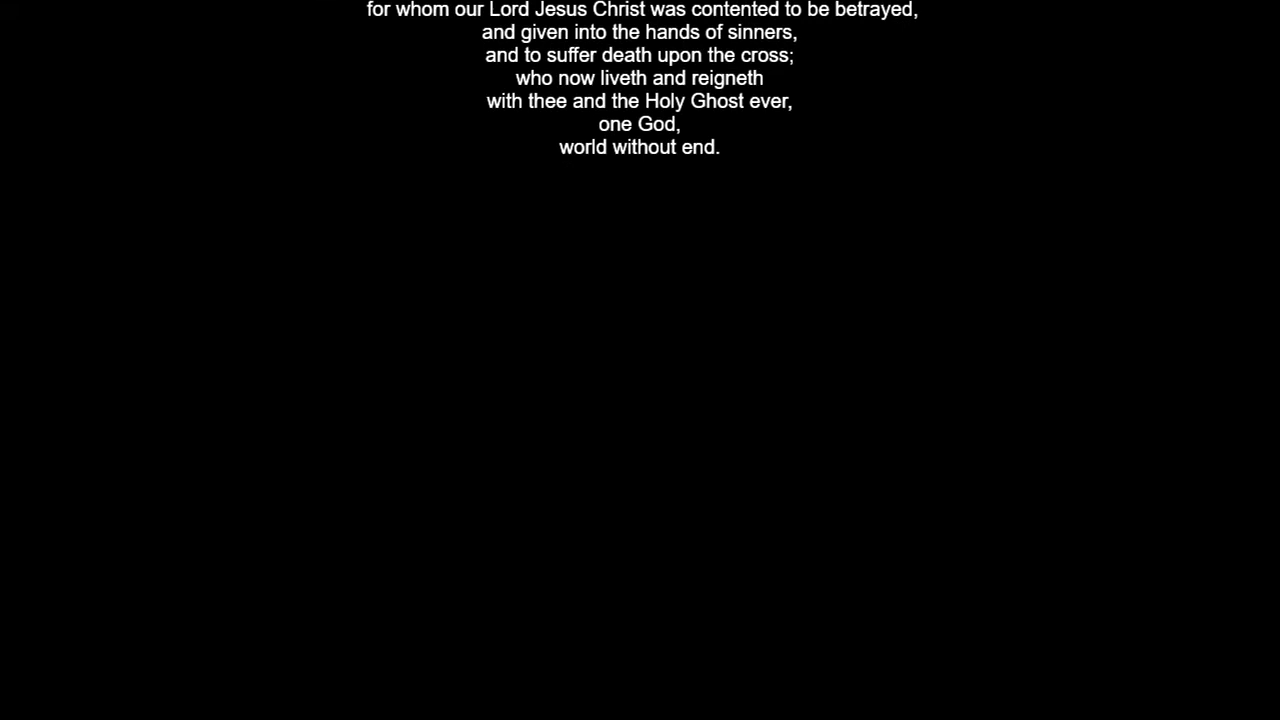 for whom our Lord Jesus Christ was contented to be betrayed,
and given into the hands of sinners,
and to suffer death upon the cross;
who now liveth and reigneth
with thee and the Holy Ghost ever,
one God,
world without end.